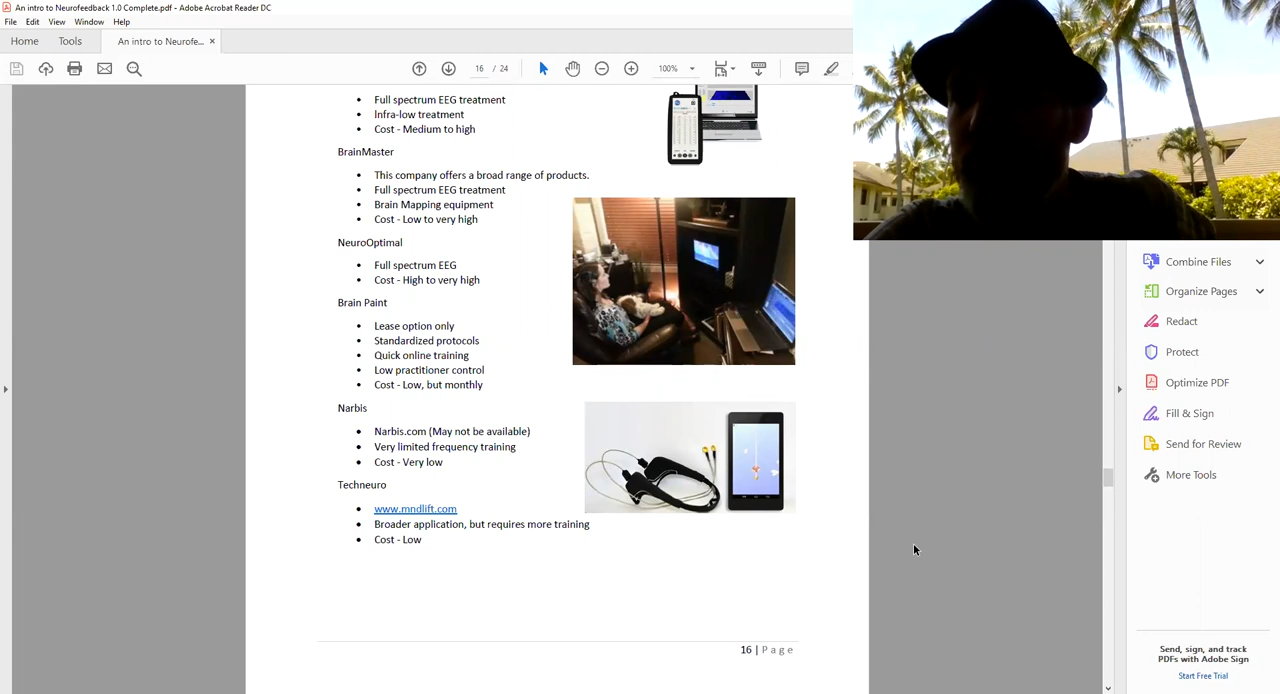 An intro to Neurofeedback 1.0 Complete.pdf - Adobe Acrobat Reader DC
File Edit View Window Help
Home Tools An intro to Neurofe... ×
16 / 24 100%
• Full spectrum EEG treatment
• Infra-low treatment
• Cost - Medium to high
BrainMaster
• This company offers a broad range of products.
• Full spectrum EEG treatment
• Brain Mapping equipment
• Cost - Low to very high
NeuroOptimal
• Full spectrum EEG
• Cost - High to very high
Brain Paint
• Lease option only
• Standardized protocols
• Quick online training
• Low practitioner control
• Cost - Low, but monthly
Narbis
• Narbis.com (May not be available)
• Very limited frequency training
• Cost - Very low
Techneuro
• www.mndlift.com
• Broader application, but requires more training
• Cost - Low
16 | Page
Combine Files
Organize Pages
Redact
Protect
Optimize PDF
Fill & Sign
Send for Review
More Tools
Send, sign, and track
PDFs with Adobe Sign
Start Free Trial